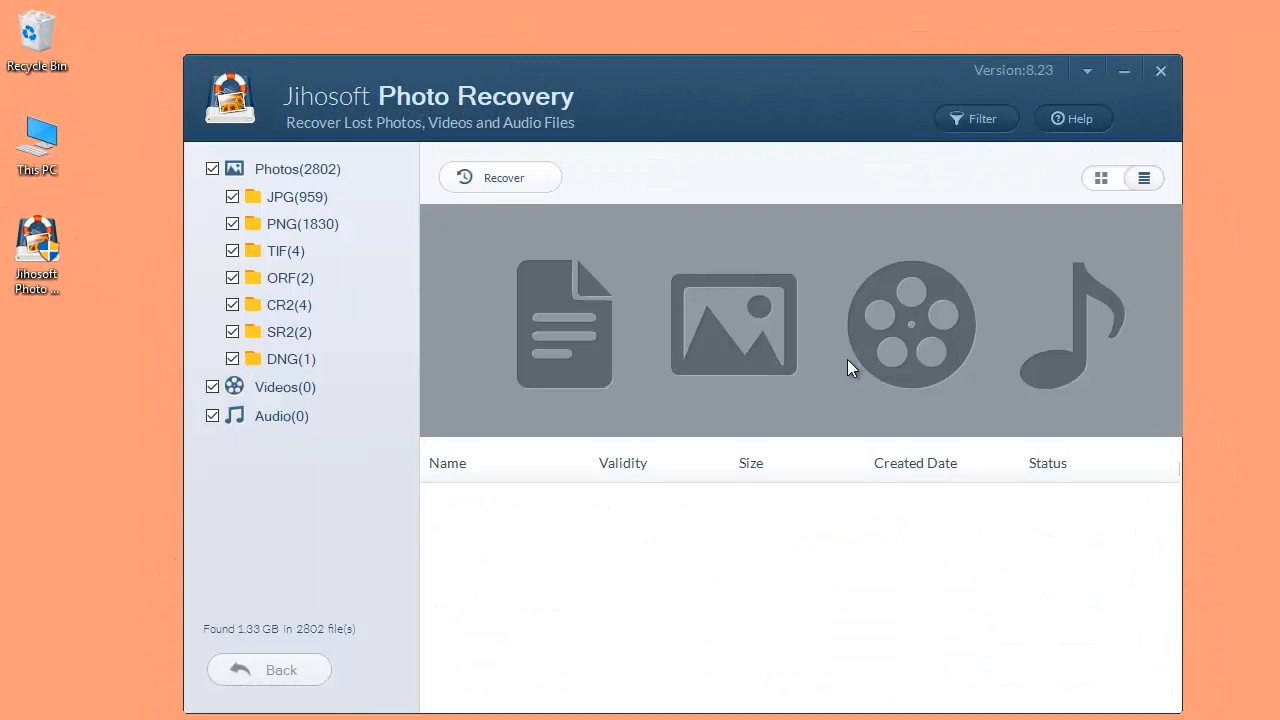 Recycle Bin
This PC
Jihosoft
Photo ...
Version:8.23
Jihosoft Photo Recovery
Recover Lost Photos, Videos and Audio Files
Filter
Help
Photos(2802)
JPG(959)
PNG(1830)
TIF(4)
ORF(2)
CR2(4)
SR2(2)
DNG(1)
Videos(0)
Audio(0)
Found 1.33 GB in 2802 file(s)
Back
Recover
Name Validity Size Created Date Status